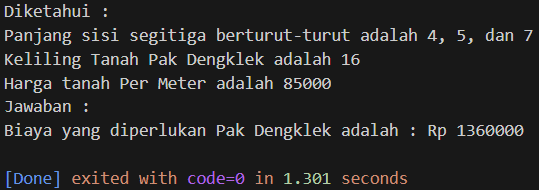 Diketahui :
Panjang sisi segitiga berturut-turut adalah 4, 5, dan 7
Keliling Tanah Pak Dengklek adalah 16
Harga tanah Per Meter adalah 85000
Jawaban :
Biaya yang diperlukan Pak Dengklek adalah : Rp 1360000
[Done] exited with code=0 in 1.301 seconds